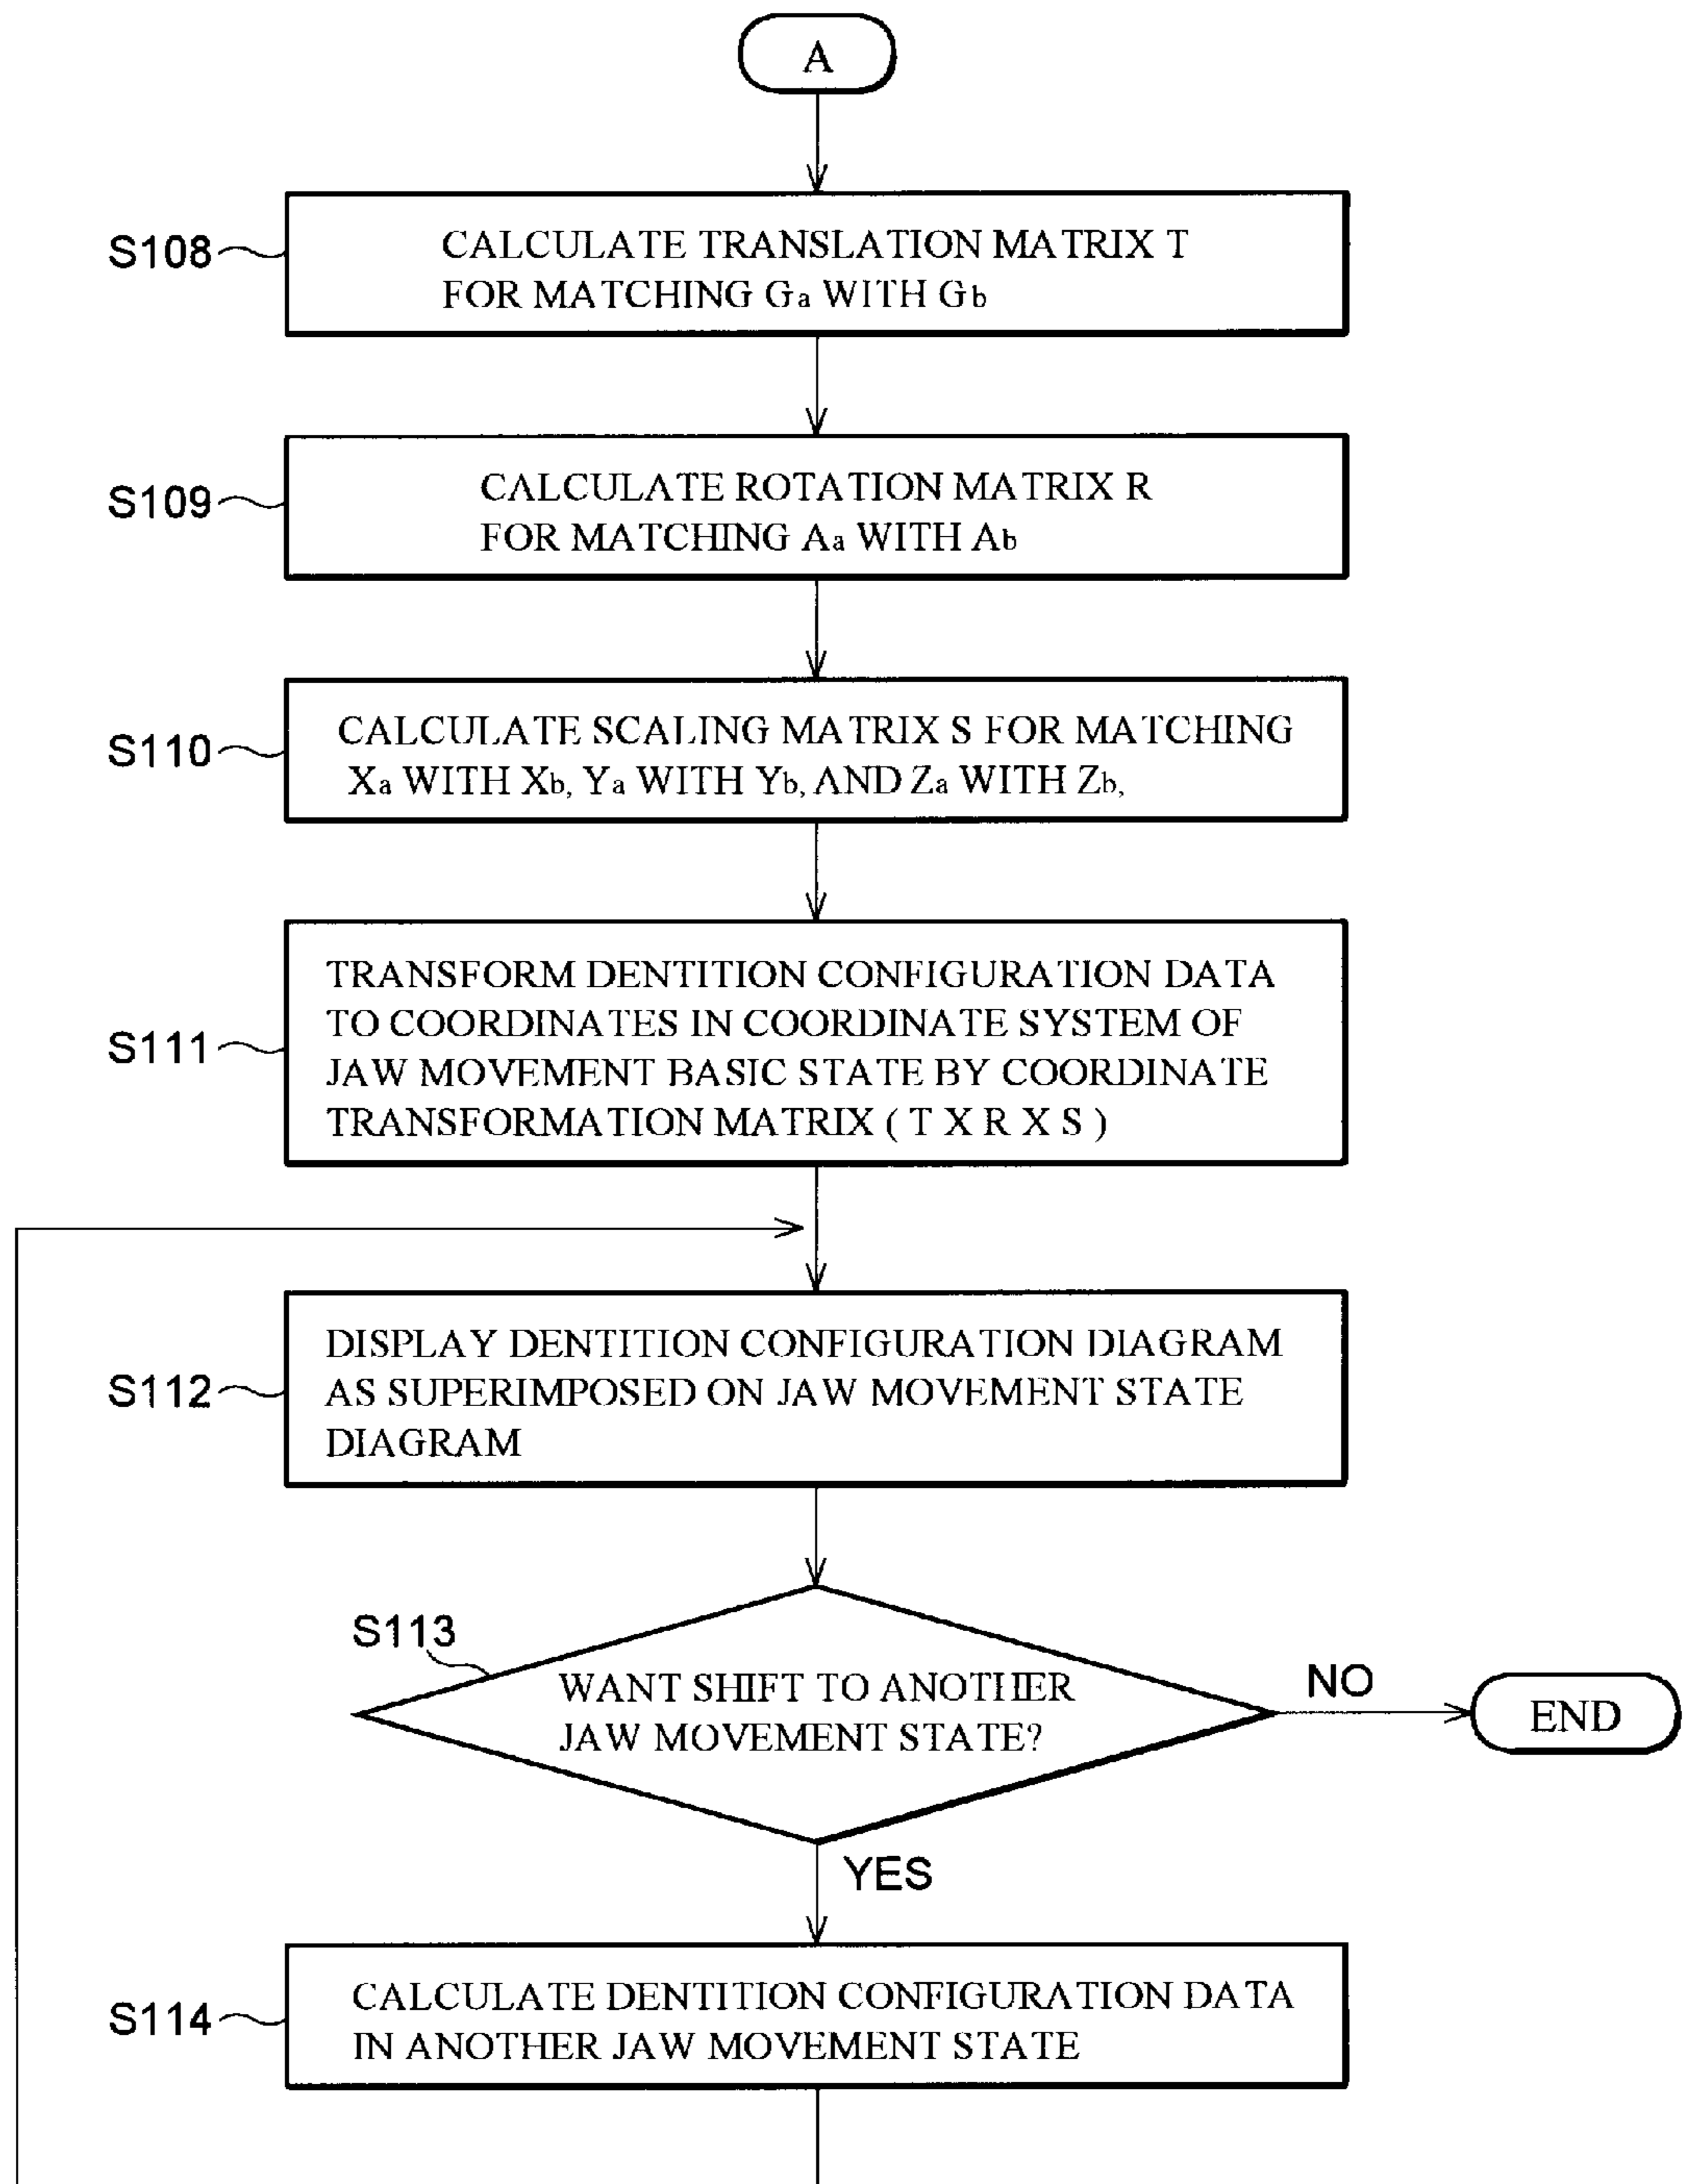 A
S108
CALCULATE TRANSLATION MATRIX T
FOR MATCHING Ga WITH Gb
S109
CALCULATE ROTATION MATRIX R
FOR MATCHING Aa WITH Ab
S110
CALCULATE SCALING MATRIX S FOR MATCHING
Xa WITH Xb, Ya WITH Yb, AND Za WITH Zb,
S111
TRANSFORM DENTITION CONFIGURATION DATA
TO COORDINATES IN COORDINATE SYSTEM OF
JAW MOVEMENT BASIC STATE BY COORDINATE
TRANSFORMATION MATRIX ( T X R X S )
S112
DISPLAY DENTITION CONFIGURATION DIAGRAM
AS SUPERIMPOSED ON JAW MOVEMENT STATE
DIAGRAM
S113
WANT SHIFT TO ANOTHER
JAW MOVEMENT STATE?
NO
END
YES
S114
CALCULATE DENTITION CONFIGURATION DATA
IN ANOTHER JAW MOVEMENT STATE